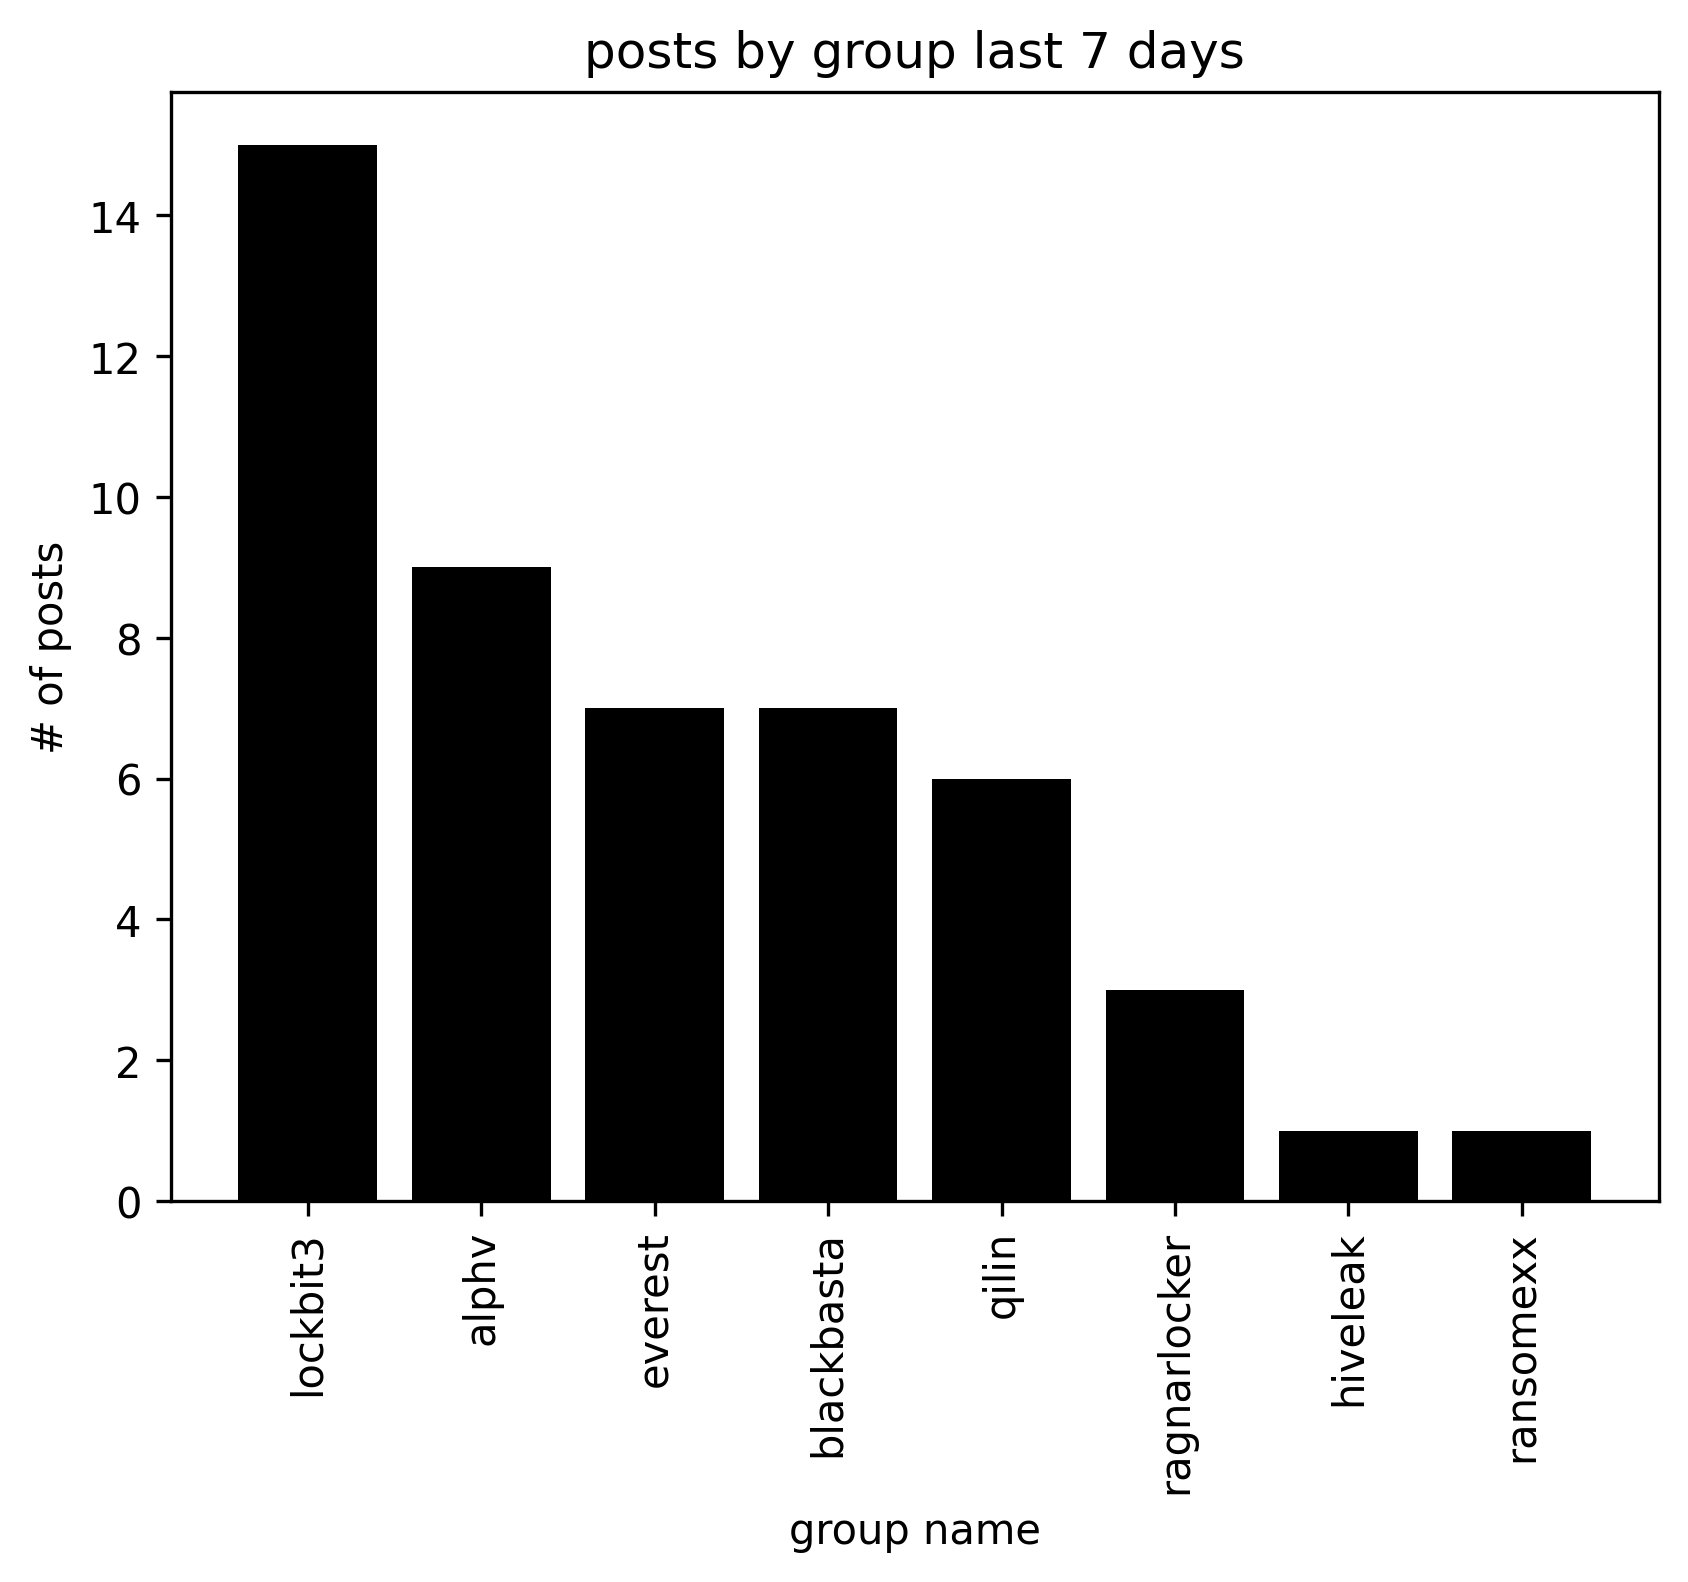 posts by group last 7 days
# of posts
14
12
10
8
6
4
2
0
lockbit3
alphv
everest
blackbasta
qilin
ragnarlocker
hiveleak
ransomexx
group name